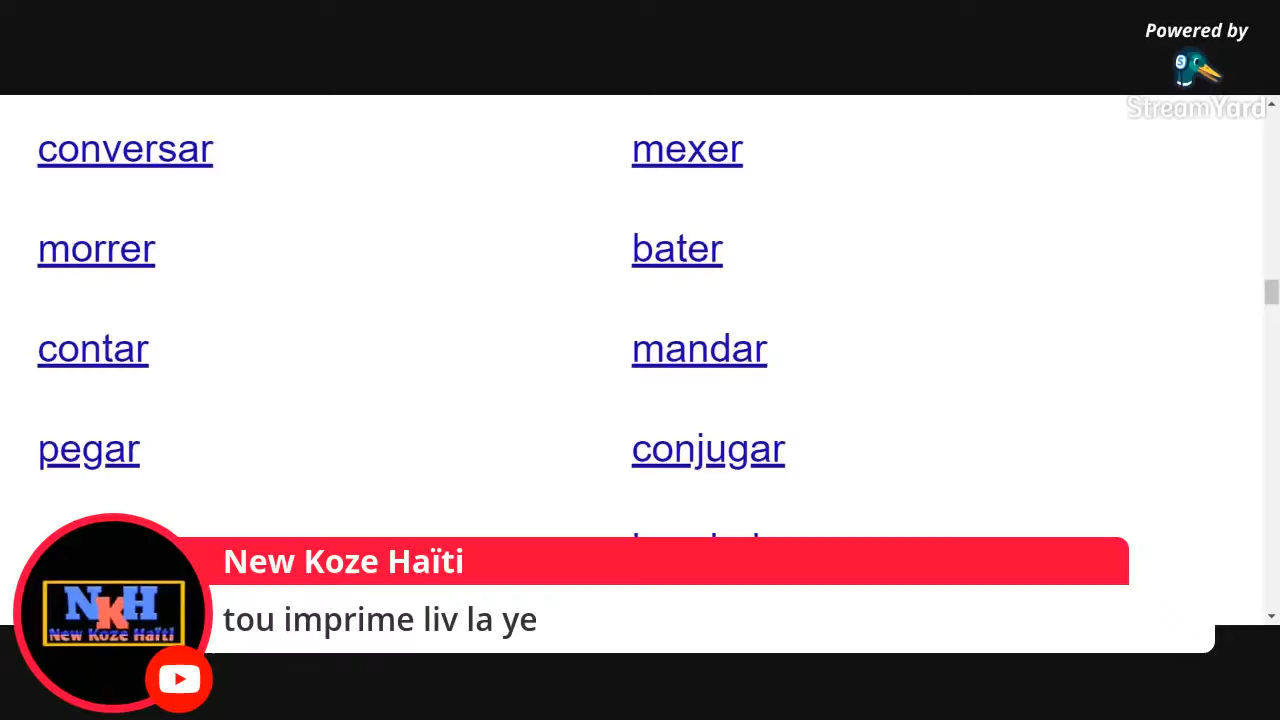 Powered by
StreamYard
conversar
mexer
morrer
bater
contar
mandar
pegar
conjugar
New Koze Haïti
tou imprime liv la ye
NKH
New Koze Haïti